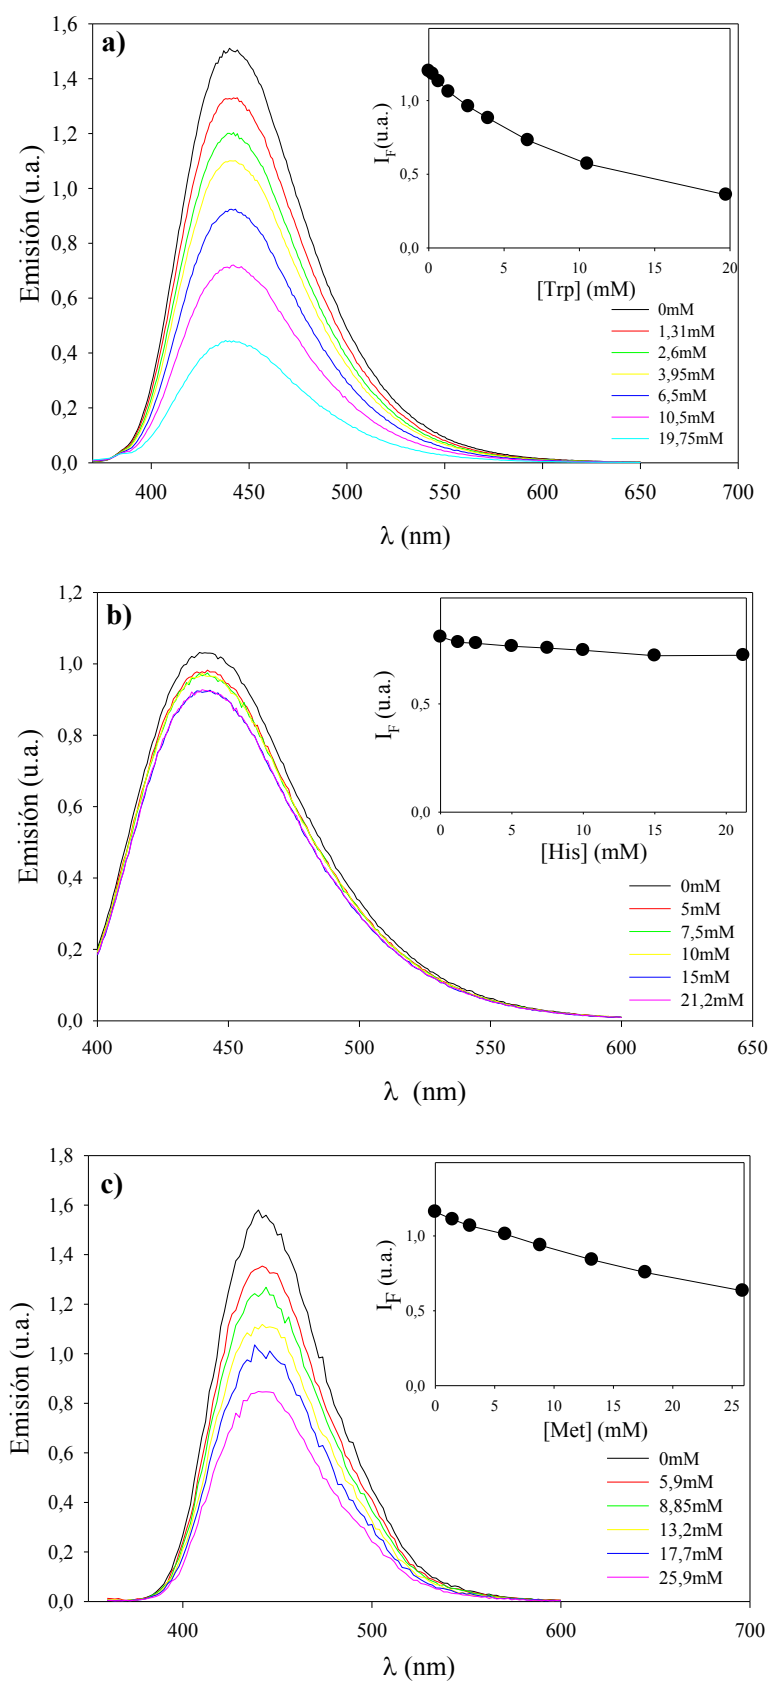 a)
1,6
1,4
1,2
1,0
0,8
0,6
0,4
0,2
0,0
Emisión (u.a.)
400 450 500 550 600 650 700
λ (nm)
1,0
0,5
0,0
I_F(u.a.)
0 5 10 15 20
[Trp] (mM)
0mM
1,31mM
2,6mM
3,95mM
6,5mM
10,5mM
19,75mM
b)
1,2
1,0
0,8
0,6
0,4
0,2
0,0
Emisión (u.a.)
400 450 500 550 600 650
λ (nm)
0,5
0,0
I_F (u.a.)
0 5 10 15 20
[His] (mM)
0mM
5mM
7,5mM
10mM
15mM
21,2mM
c)
1,8
1,6
1,4
1,2
1,0
0,8
0,6
0,4
0,2
0,0
Emisión (u.a.)
400 500 600 700
λ (nm)
1,0
0,5
0,0
I_F (u.a.)
0 5 10 15 20 25
[Met] (mM)
0mM
5,9mM
8,85mM
13,2mM
17,7mM
25,9mM